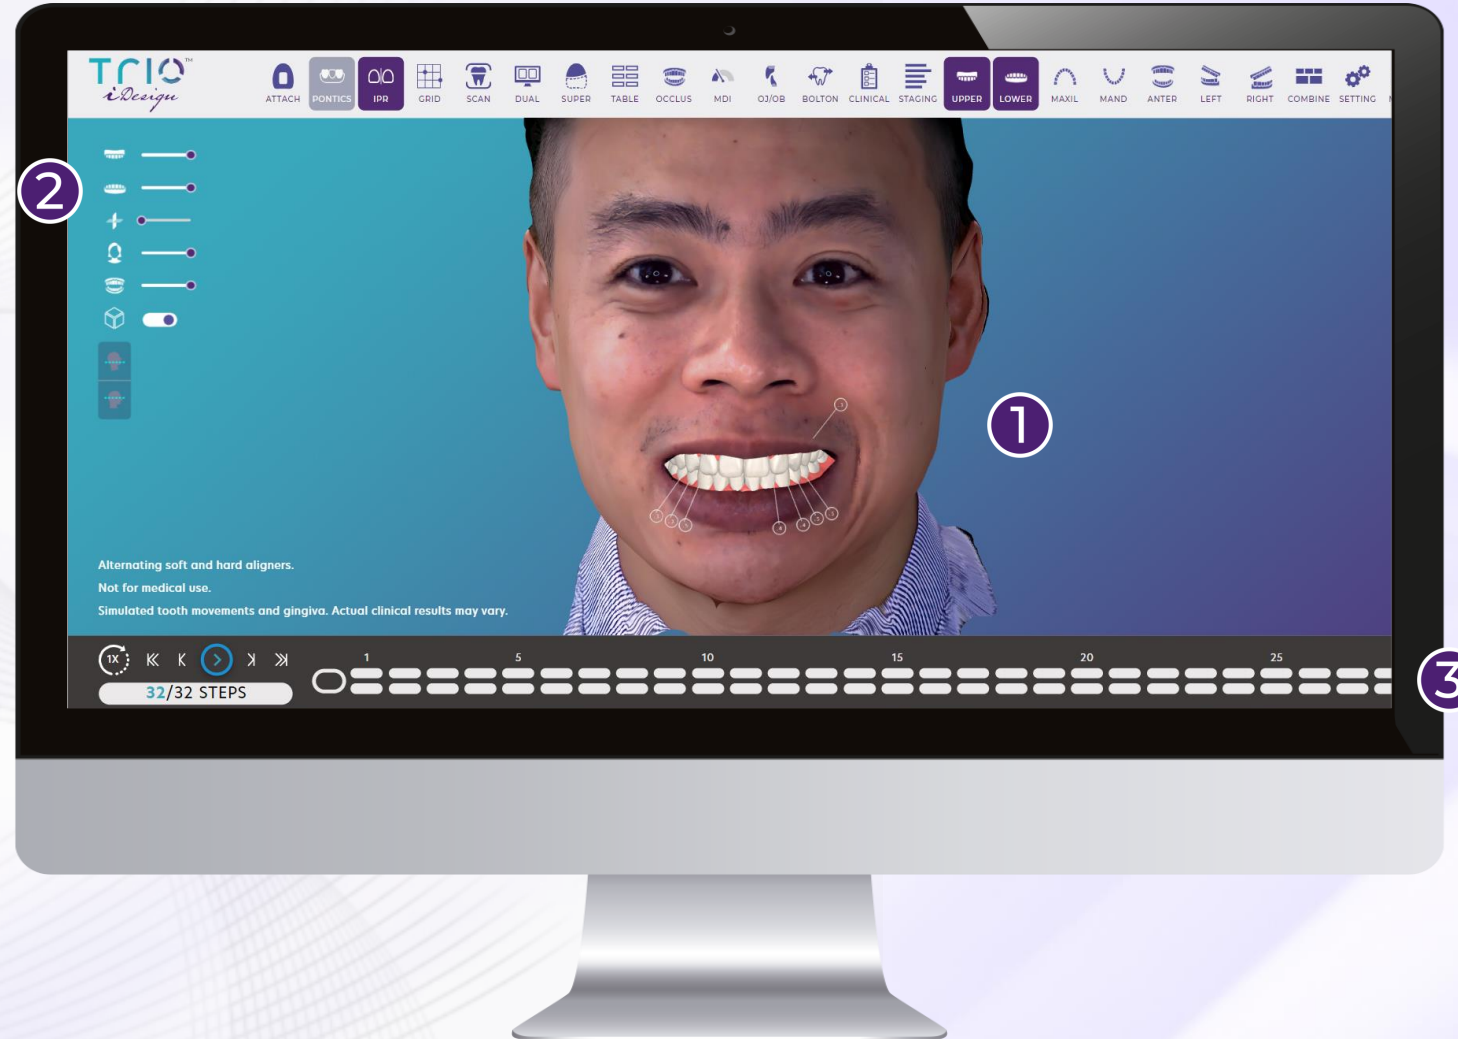 TRIO™
iDesign
ATTACH PONTICS IPR GRID SCAN DUAL SUPER TABLE OCCLUS MDI OJ/OB BOLTON CLINICAL STAGING UPPER LOWER MAXIL MAND ANTER LEFT RIGHT COMBINE SETTING
2
1
Alternating soft and hard aligners.
Not for medical use.
Simulated tooth movements and gingiva. Actual clinical results may vary.
1X
1 5 10 15 20 25
32/32 STEPS
3